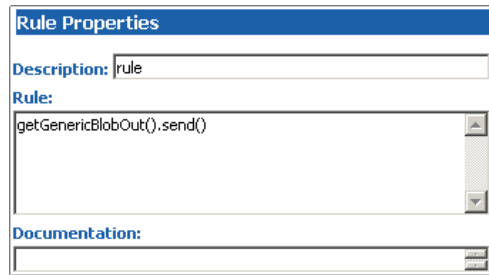 Rule Properties
Description: rule
Rule:
getGenericBlobOut().send()
Documentation: